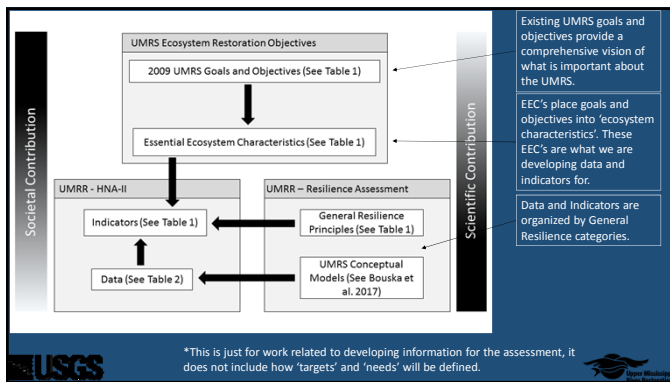 UMRS Ecosystem Restoration Objectives
2009 UMRS Goals and Objectives (See Table 1)
Essential Ecosystem Characteristics (See Table 1)
UMRR - HNA-II
Indicators (See Table 1)
Data (See Table 2)
UMRR – Resilience Assessment
General Resilience
Principles (See Table 1)
UMRS Conceptual
Models (See Bouska
et al. 2017)
Societal Contribution
Scientific Contribution
Existing UMRS goals and
objectives provide a
comprehensive vision of
what is important about
the UMRS.
EEC's place goals and
objectives into 'ecosystem
characteristics'. These
EEC's are what we are
developing data and
indicators for.
Data and Indicators are
organized by General
Resilience categories.
*This is just for work related to developing information for the assessment, it
does not include how 'targets' and 'needs' will be defined.
USGS